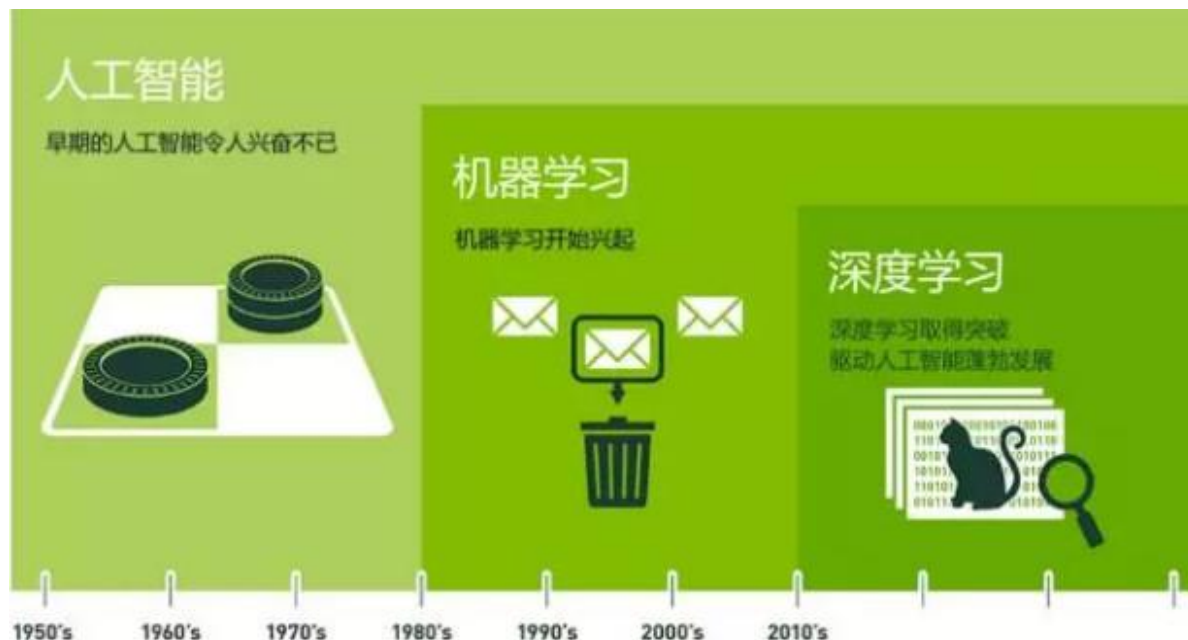 人工智能
早期的人工智能令人兴奋不已
机器学习
机器学习开始兴起
深度学习
深度学习取得突破
驱动人工智能蓬勃发展
1950's
1960's
1970's
1980's
1990's
2000's
2010's